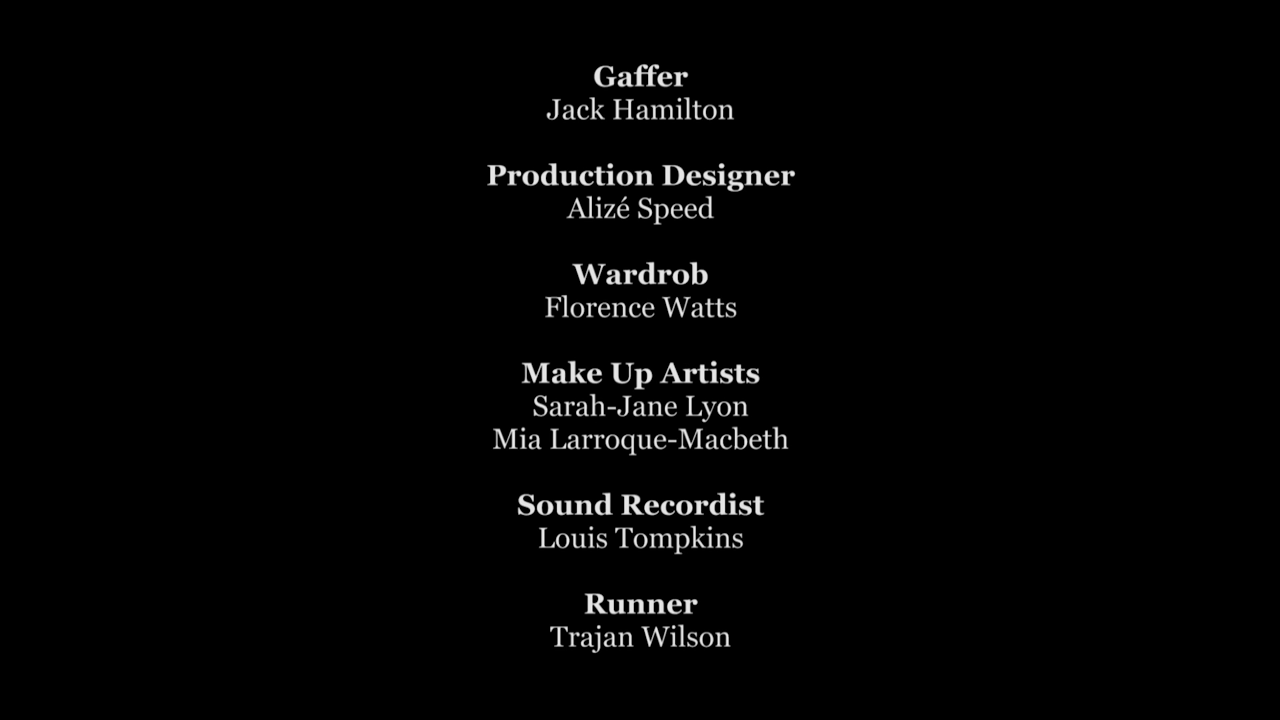 Gaffer
Jack Hamilton
Production Designer
Alizé Speed
Wardrob
Florence Watts
Make Up Artists
Sarah-Jane Lyon
Mia Larroque-Macbeth
Sound Recordist
Louis Tompkins
Runner
Trajan Wilson